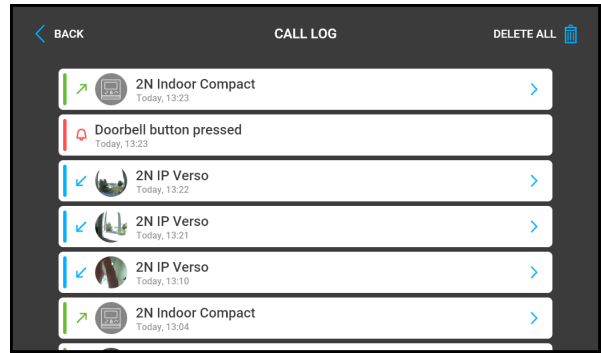 BACK
CALL LOG
DELETE ALL
2N Indoor Compact
Today, 13:23
Doorbell button pressed
Today, 13:23
2N IP Verso
Today, 13:22
2N IP Verso
Today, 13:21
2N IP Verso
Today, 13:10
2N Indoor Compact
Today, 13:04